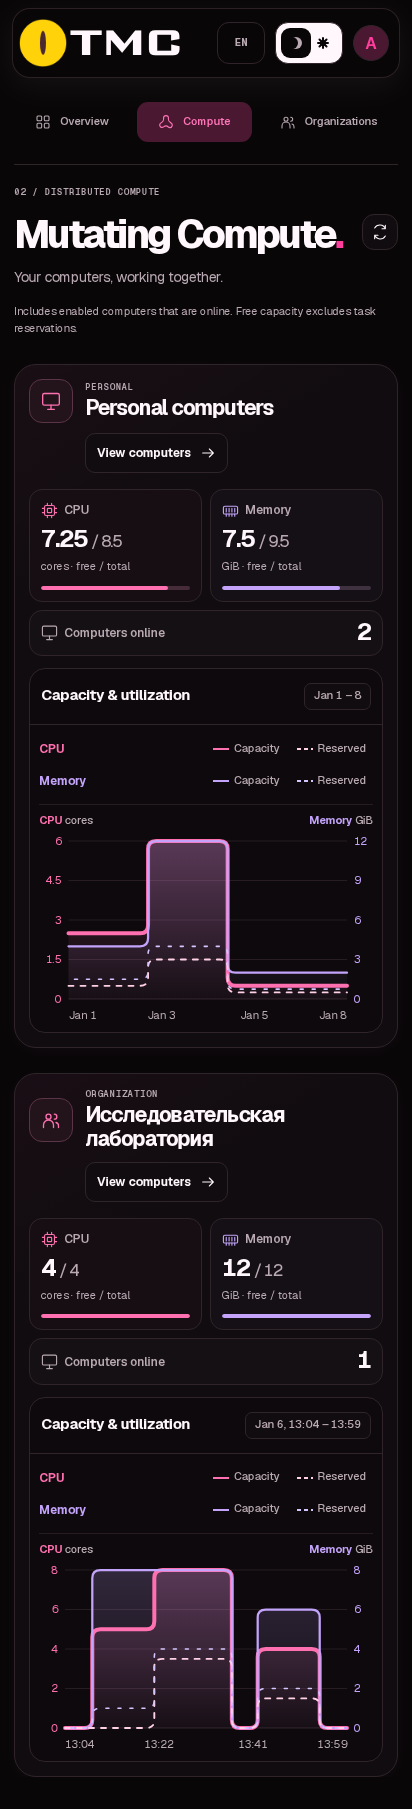 TMC
EN
A
Overview
Compute
Organizations
02 / DISTRIBUTED COMPUTE
Mutating Compute.
Your computers, working together.
Includes enabled computers that are online. Free capacity excludes task
reservations.
PERSONAL
Personal computers
View computers
CPU
7.25 / 8.5
cores · free / total
Memory
7.5 / 9.5
GiB · free / total
Computers online
2
Capacity & utilization
Jan 1 – 8
CPU
Capacity
Reserved
Memory
Capacity
Reserved
CPU cores
Memory GiB
6
12
4.5
9
3
6
1.5
3
0
0
Jan 1
Jan 3
Jan 5
Jan 8
ORGANIZATION
Исследовательская
лаборатория
View computers
CPU
4 / 4
cores · free / total
Memory
12 / 12
GiB · free / total
Computers online
1
Capacity & utilization
Jan 6, 13:04 – 13:59
CPU
Capacity
Reserved
Memory
Capacity
Reserved
CPU cores
Memory GiB
8
8
6
6
4
4
2
2
0
0
13:04
13:22
13:41
13:59